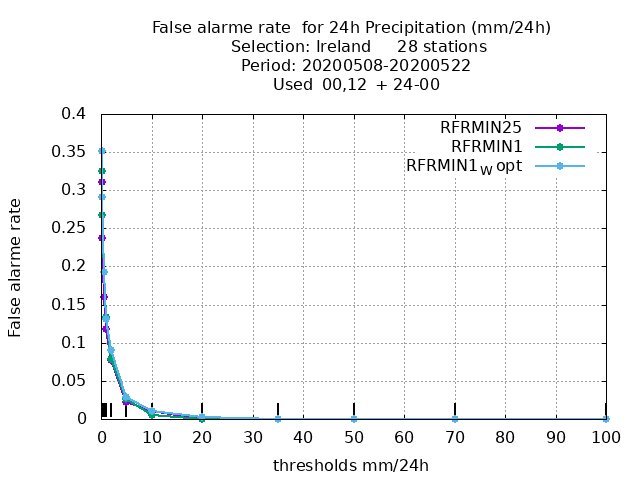 False alarme rate  for 24h Precipitation (mm/24h)
Selection: Ireland     28 stations
Period: 20200508-20200522
Used  00,12  + 24-00
RFRMIN25
RFRMIN1
RFRMIN1w opt
0.4
0.35
0.3
0.25
0.2
0.15
0.1
0.05
0
False alarme rate
0 10 20 30 40 50 60 70 80 90 100
thresholds mm/24h